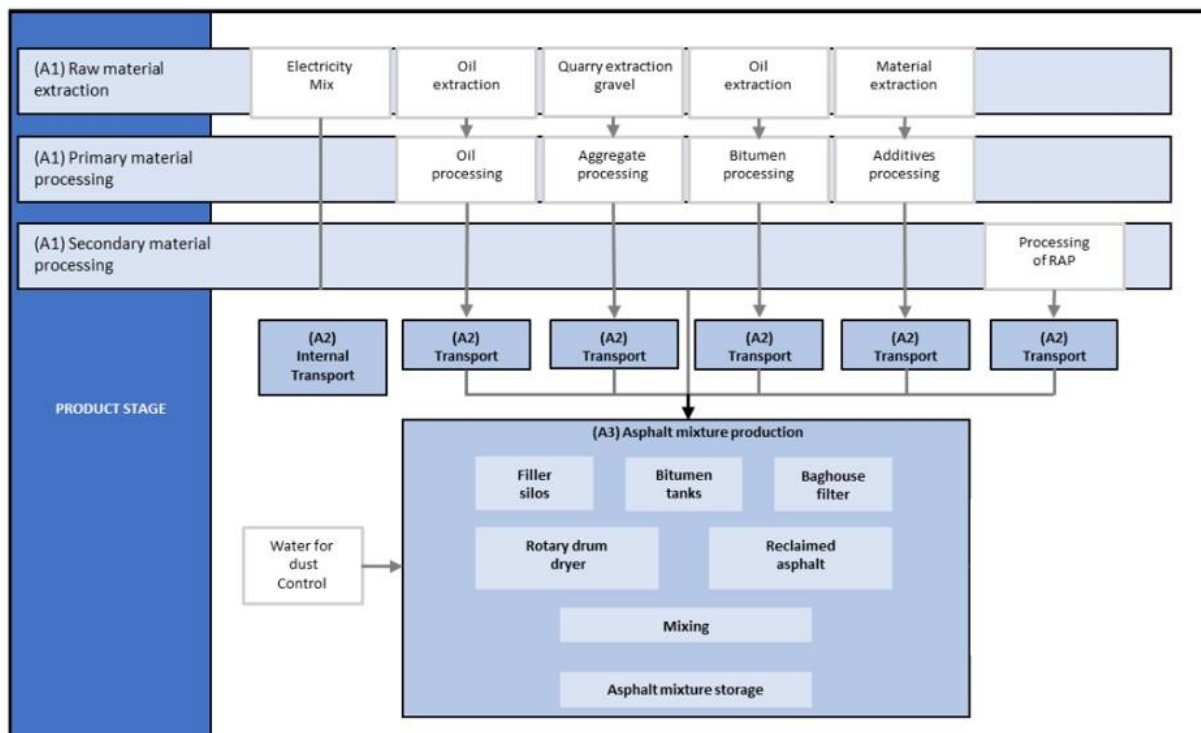 (A1) Raw material
extraction
Electricity
Mix
Oil
extraction
Quarry extraction
gravel
Oil
extraction
Material
extraction
(A1) Primary material
processing
Oil
processing
Aggregate
processing
Bitumen
processing
Additives
processing
(A1) Secondary material
processing
Processing
of RAP
(A2)
Internal
Transport
(A2)
Transport
(A2)
Transport
(A2)
Transport
(A2)
Transport
(A2)
Transport
PRODUCT STAGE
(A3) Asphalt mixture production
Filler
silos
Bitumen
tanks
Baghouse
filter
Water for
dust
Control
Rotary drum
dryer
Reclaimed
asphalt
Mixing
Asphalt mixture storage